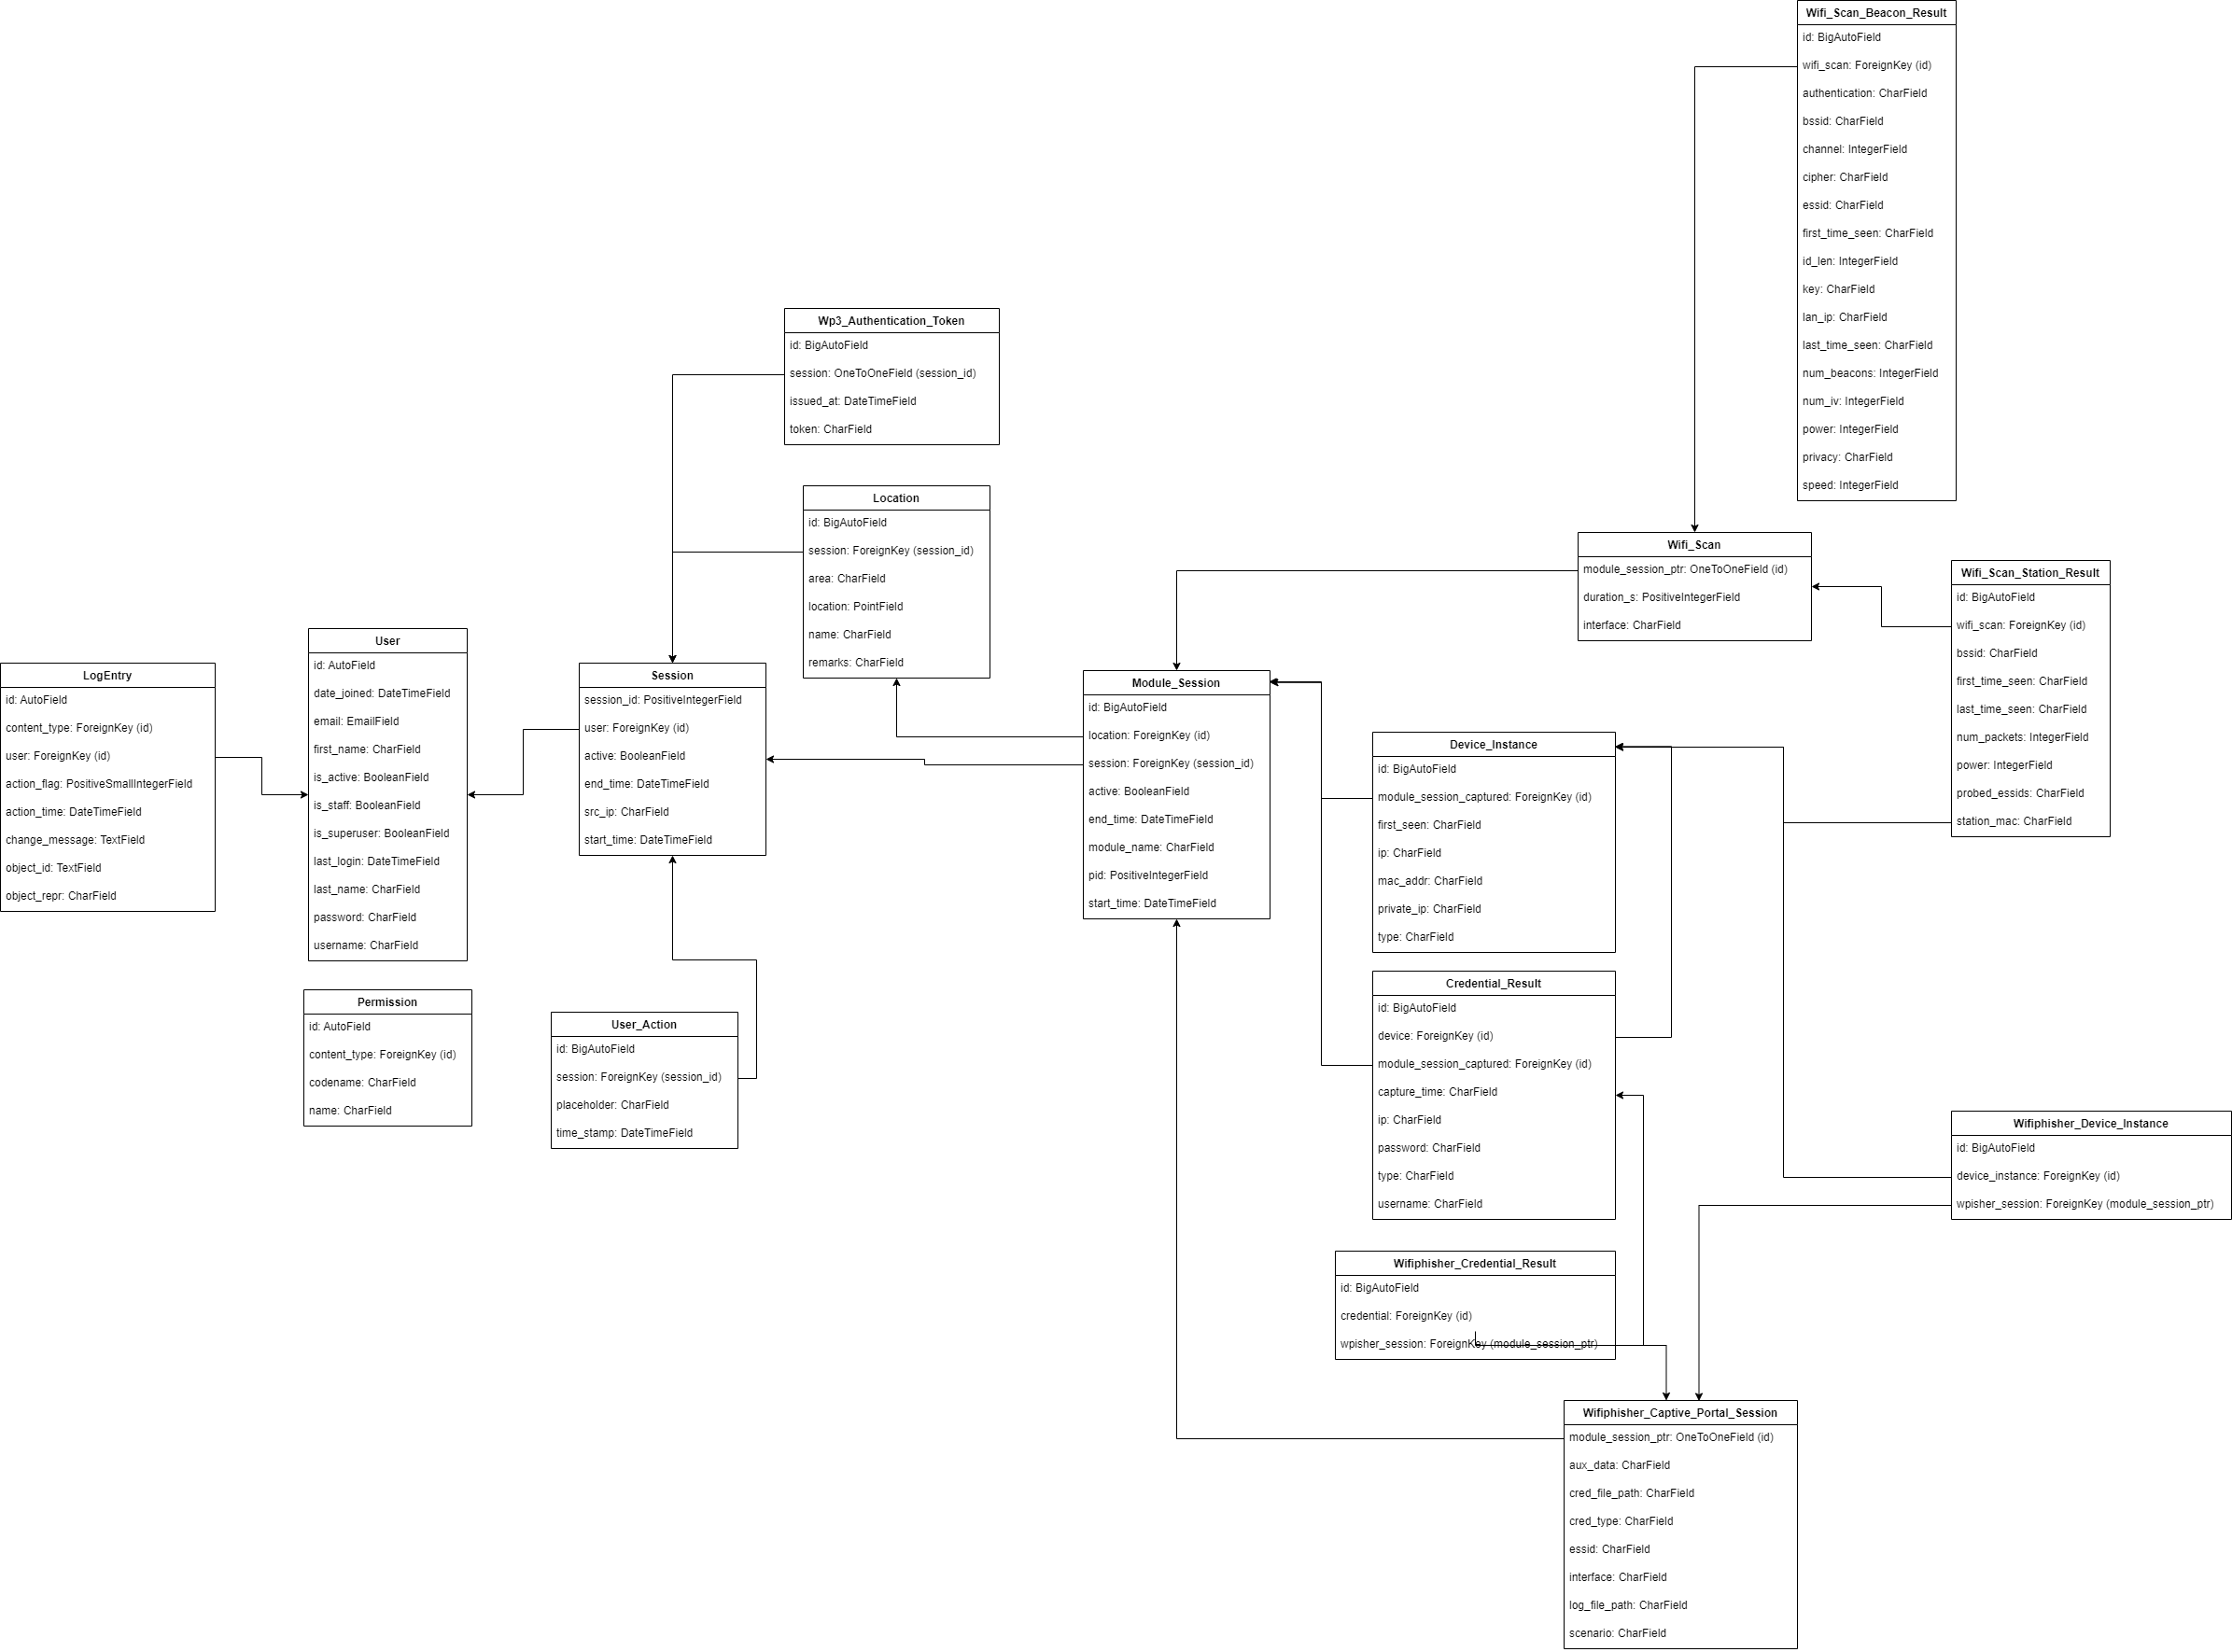 Wifi_Scan_Beacon_Result
id: BigAutoField
wifi_scan: ForeignKey (id)
authentication: CharField
bssid: CharField
channel: IntegerField
cipher: CharField
essid: CharField
first_time_seen: CharField
id_len: IntegerField
key: CharField
lan_ip: CharField
last_time_seen: CharField
num_beacons: IntegerField
num_iv: IntegerField
power: IntegerField
privacy: CharField
speed: IntegerField
Wp3_Authentication_Token
id: BigAutoField
session: OneToOneField (session_id)
issued_at: DateTimeField
token: CharField
Location
id: BigAutoField
session: ForeignKey (session_id)
area: CharField
location: PointField
name: CharField
remarks: CharField
Wifi_Scan
module_session_ptr: OneToOneField (id)
duration_s: PositiveIntegerField
interface: CharField
Wifi_Scan_Station_Result
id: BigAutoField
wifi_scan: ForeignKey (id)
bssid: CharField
first_time_seen: CharField
last_time_seen: CharField
num_packets: IntegerField
power: IntegerField
probed_essids: CharField
station_mac: CharField
LogEntry
id: AutoField
content_type: ForeignKey (id)
user: ForeignKey (id)
action_flag: PositiveSmallIntegerField
action_time: DateTimeField
change_message: TextField
object_id: TextField
object_repr: CharField
User
id: AutoField
date_joined: DateTimeField
email: EmailField
first_name: CharField
is_active: BooleanField
is_staff: BooleanField
is_superuser: BooleanField
last_login: DateTimeField
last_name: CharField
password: CharField
username: CharField
Session
session_id: PositiveIntegerField
user: ForeignKey (id)
active: BooleanField
end_time: DateTimeField
src_ip: CharField
start_time: DateTimeField
Module_Session
id: BigAutoField
location: ForeignKey (id)
session: ForeignKey (session_id)
active: BooleanField
end_time: DateTimeField
module_name: CharField
pid: PositiveIntegerField
start_time: DateTimeField
Device_Instance
id: BigAutoField
module_session_captured: ForeignKey (id)
first_seen: CharField
ip: CharField
mac_addr: CharField
private_ip: CharField
type: CharField
Permission
id: AutoField
content_type: ForeignKey (id)
codename: CharField
name: CharField
User_Action
id: BigAutoField
session: ForeignKey (session_id)
placeholder: CharField
time_stamp: DateTimeField
Credential_Result
id: BigAutoField
device: ForeignKey (id)
module_session_captured: ForeignKey (id)
capture_time: CharField
ip: CharField
password: CharField
type: CharField
username: CharField
Wifiphisher_Device_Instance
id: BigAutoField
device_instance: ForeignKey (id)
wpisher_session: ForeignKey (module_session_ptr)
Wifiphisher_Credential_Result
id: BigAutoField
credential: ForeignKey (id)
wpisher_session: ForeignKey (module_session_ptr)
Wifiphisher_Captive_Portal_Session
module_session_ptr: OneToOneField (id)
aux_data: CharField
cred_file_path: CharField
cred_type: CharField
essid: CharField
interface: CharField
log_file_path: CharField
scenario: CharField